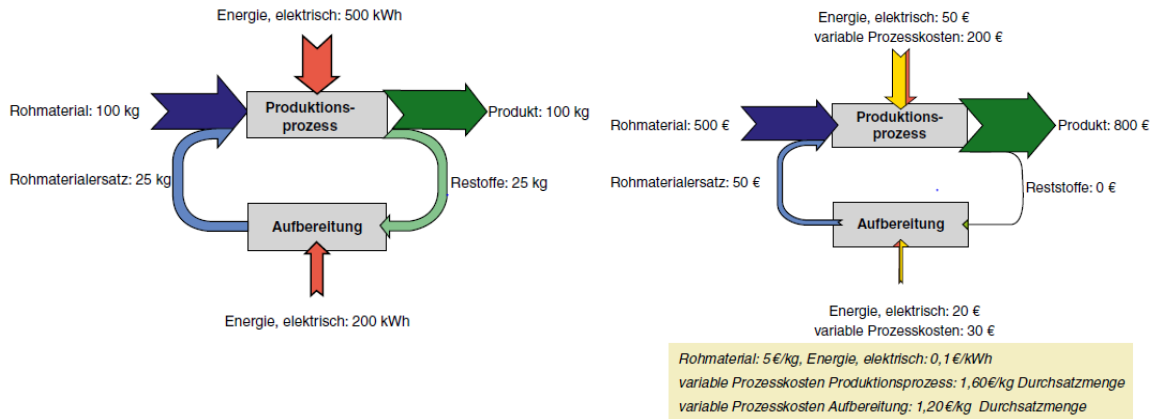 Energie, elektrisch: 500 kWh
Rohmaterial: 100 kg
Produktions-
prozess
Produkt: 100 kg
Rohmaterialersatz: 25 kg
Restoffe: 25 kg
Aufbereitung
Energie, elektrisch: 200 kWh
Energie, elektrisch: 50 €
variable Prozesskosten: 200 €
Rohmaterial: 500 €
Produktions-
prozess
Produkt: 800 €
Rohmaterialersatz: 50 €
Reststoffe: 0 €
Aufbereitung
Energie, elektrisch: 20 €
variable Prozesskosten: 30 €
Rohmaterial: 5€/kg, Energie, elektrisch: 0,1€/kWh
variable Prozesskosten Produktionsprozess: 1,60€/kg Durchsatzmenge
variable Prozesskosten Aufbereitung: 1,20€/kg Durchsatzmenge